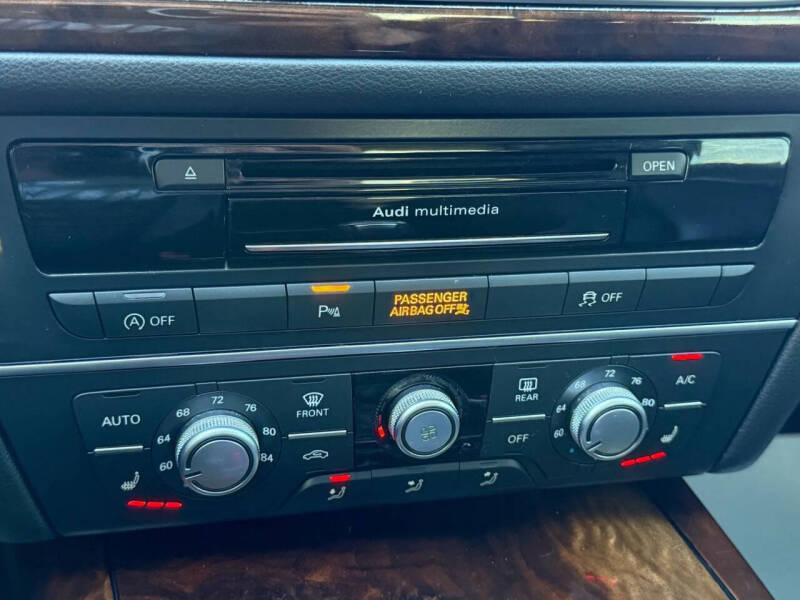 OPEN
Audi multimedia
A OFF
P
PASSENGER
AIRBAG OFF
OFF
AUTO
60 64 68 72 76 80 84
FRONT
REAR
OFF
60 64 68 72 76 80
A/C